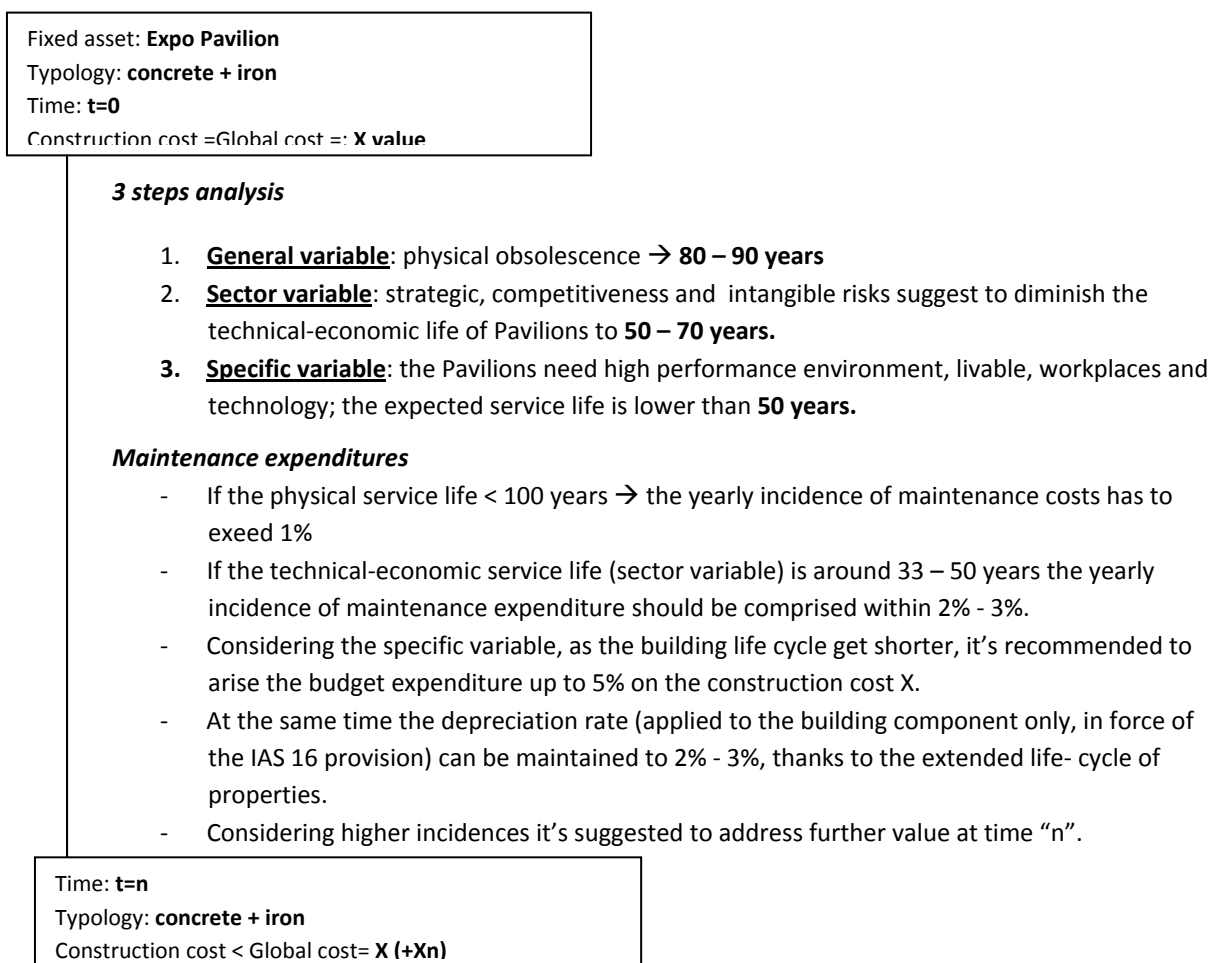 Fixed asset: Expo Pavilion
Typology: concrete + iron
Time: t=0
Construction cost =Global cost =: X value
3 steps analysis
1. General variable: physical obsolescence → 80 – 90 years
2. Sector variable: strategic, competitiveness and intangible risks suggest to diminish the
technical-economic life of Pavilions to 50 – 70 years.
3. Specific variable: the Pavilions need high performance environment, livable, workplaces and
technology; the expected service life is lower than 50 years.
Maintenance expenditures
- If the physical service life < 100 years → the yearly incidence of maintenance costs has to
exeed 1%
- If the technical-economic service life (sector variable) is around 33 – 50 years the yearly
incidence of maintenance expenditure should be comprised within 2% - 3%.
- Considering the specific variable, as the building life cycle get shorter, it's recommended to
arise the budget expenditure up to 5% on the construction cost X.
- At the same time the depreciation rate (applied to the building component only, in force of
the IAS 16 provision) can be maintained to 2% - 3%, thanks to the extended life- cycle of
properties.
- Considering higher incidences it's suggested to address further value at time “n”.
Time: t=n
Typology: concrete + iron
Construction cost < Global cost= X (+Xn)